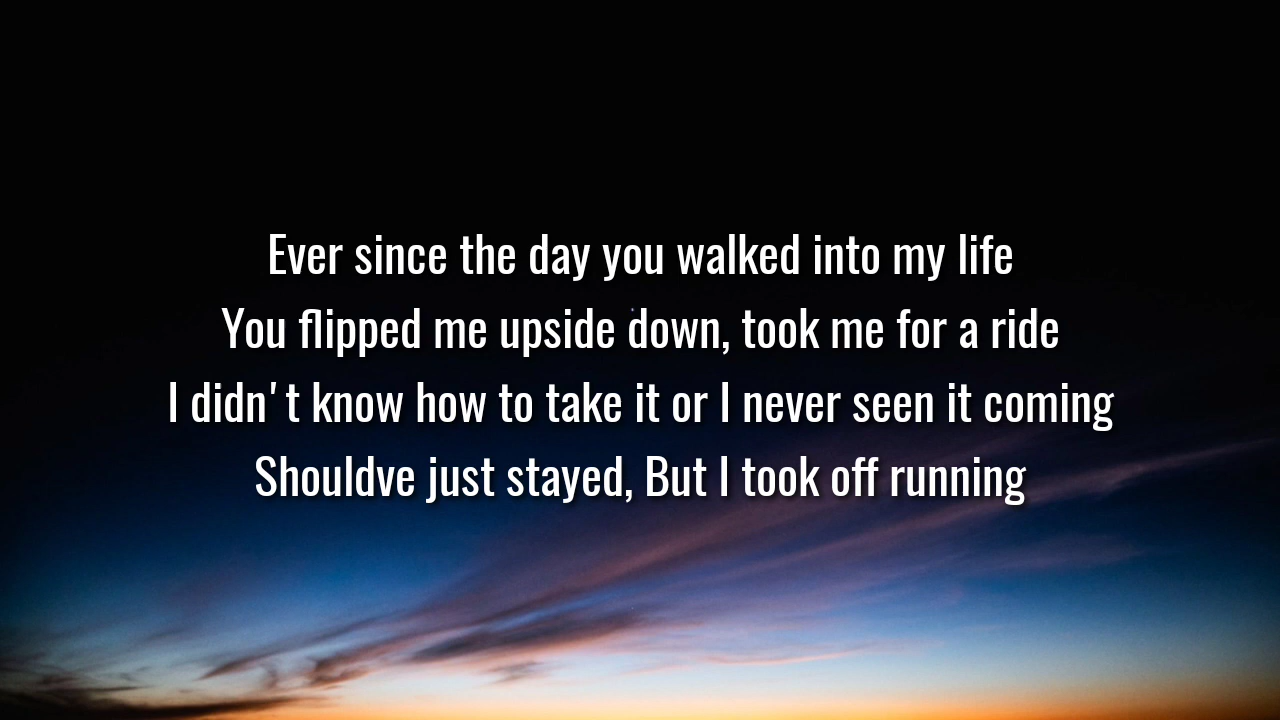 Ever since the day you walked into my life
You flipped me upside down, took me for a ride
I didn't know how to take it or I never seen it coming
Shouldve just stayed, But I took off running